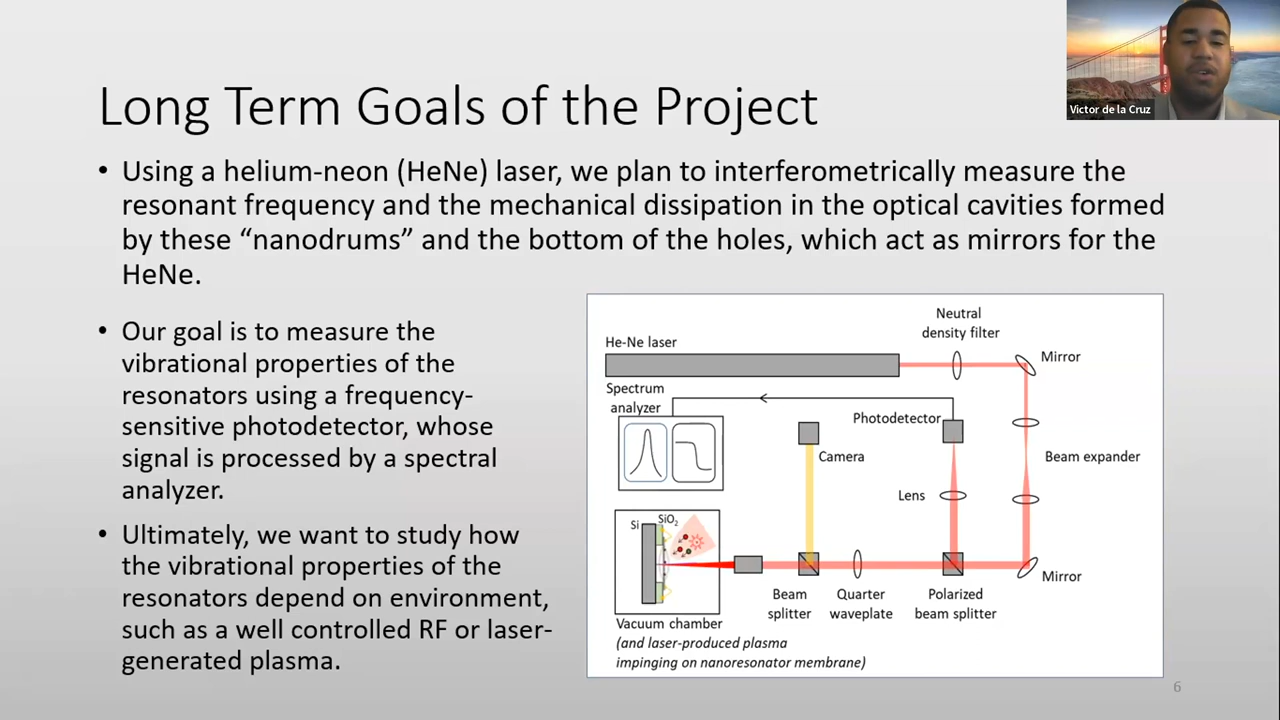 Victor de la Cruz
Long Term Goals of the Project
• Using a helium-neon (HeNe) laser, we plan to interferometrically measure the
resonant frequency and the mechanical dissipation in the optical cavities formed
by these “nanodrums” and the bottom of the holes, which act as mirrors for the
HeNe.
• Our goal is to measure the
vibrational properties of the
resonators using a frequency-
sensitive photodetector, whose
signal is processed by a spectral
analyzer.
• Ultimately, we want to study how
the vibrational properties of the
resonators depend on environment,
such as a well controlled RF or laser-
generated plasma.
Neutral
density filter
He-Ne laser
Mirror
Spectrum
analyzer
Photodetector
Camera
Beam expander
Lens
Si
SiO₂
Mirror
Beam
splitter
Quarter
waveplate
Polarized
beam splitter
Vacuum chamber
(and laser-produced plasma
impinging on nanoresonator membrane)
6